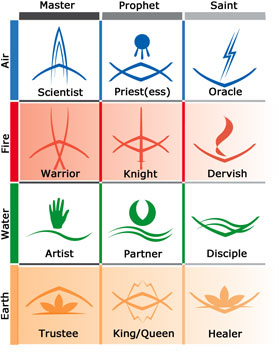 Master Prophet Saint
Air
Scientist Priest(ess) Oracle
Fire
Warrior Knight Dervish
Water
Artist Partner Disciple
Earth
Trustee King/Queen Healer